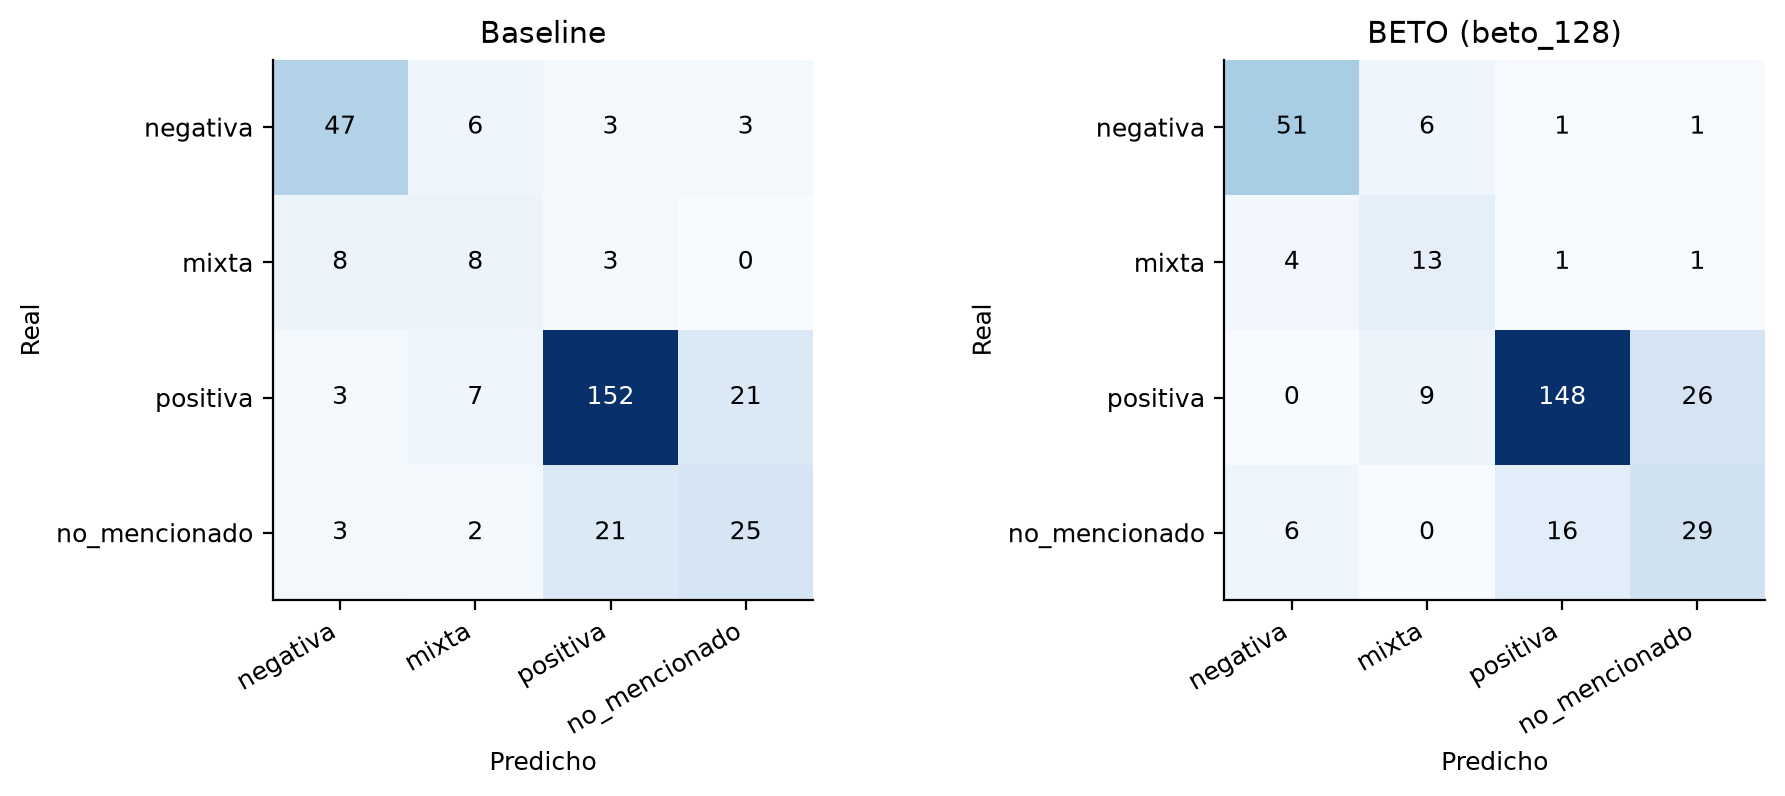 Baseline
negativa 47 6 3 3
mixta 8 8 3 0
positiva 3 7 152 21
no_mencionado 3 2 21 25
Real
negativa mixta positiva no_mencionado
Predicho
BETO (beto_128)
negativa 51 6 1 1
mixta 4 13 1 1
positiva 0 9 148 26
no_mencionado 6 0 16 29
Real
negativa mixta positiva no_mencionado
Predicho